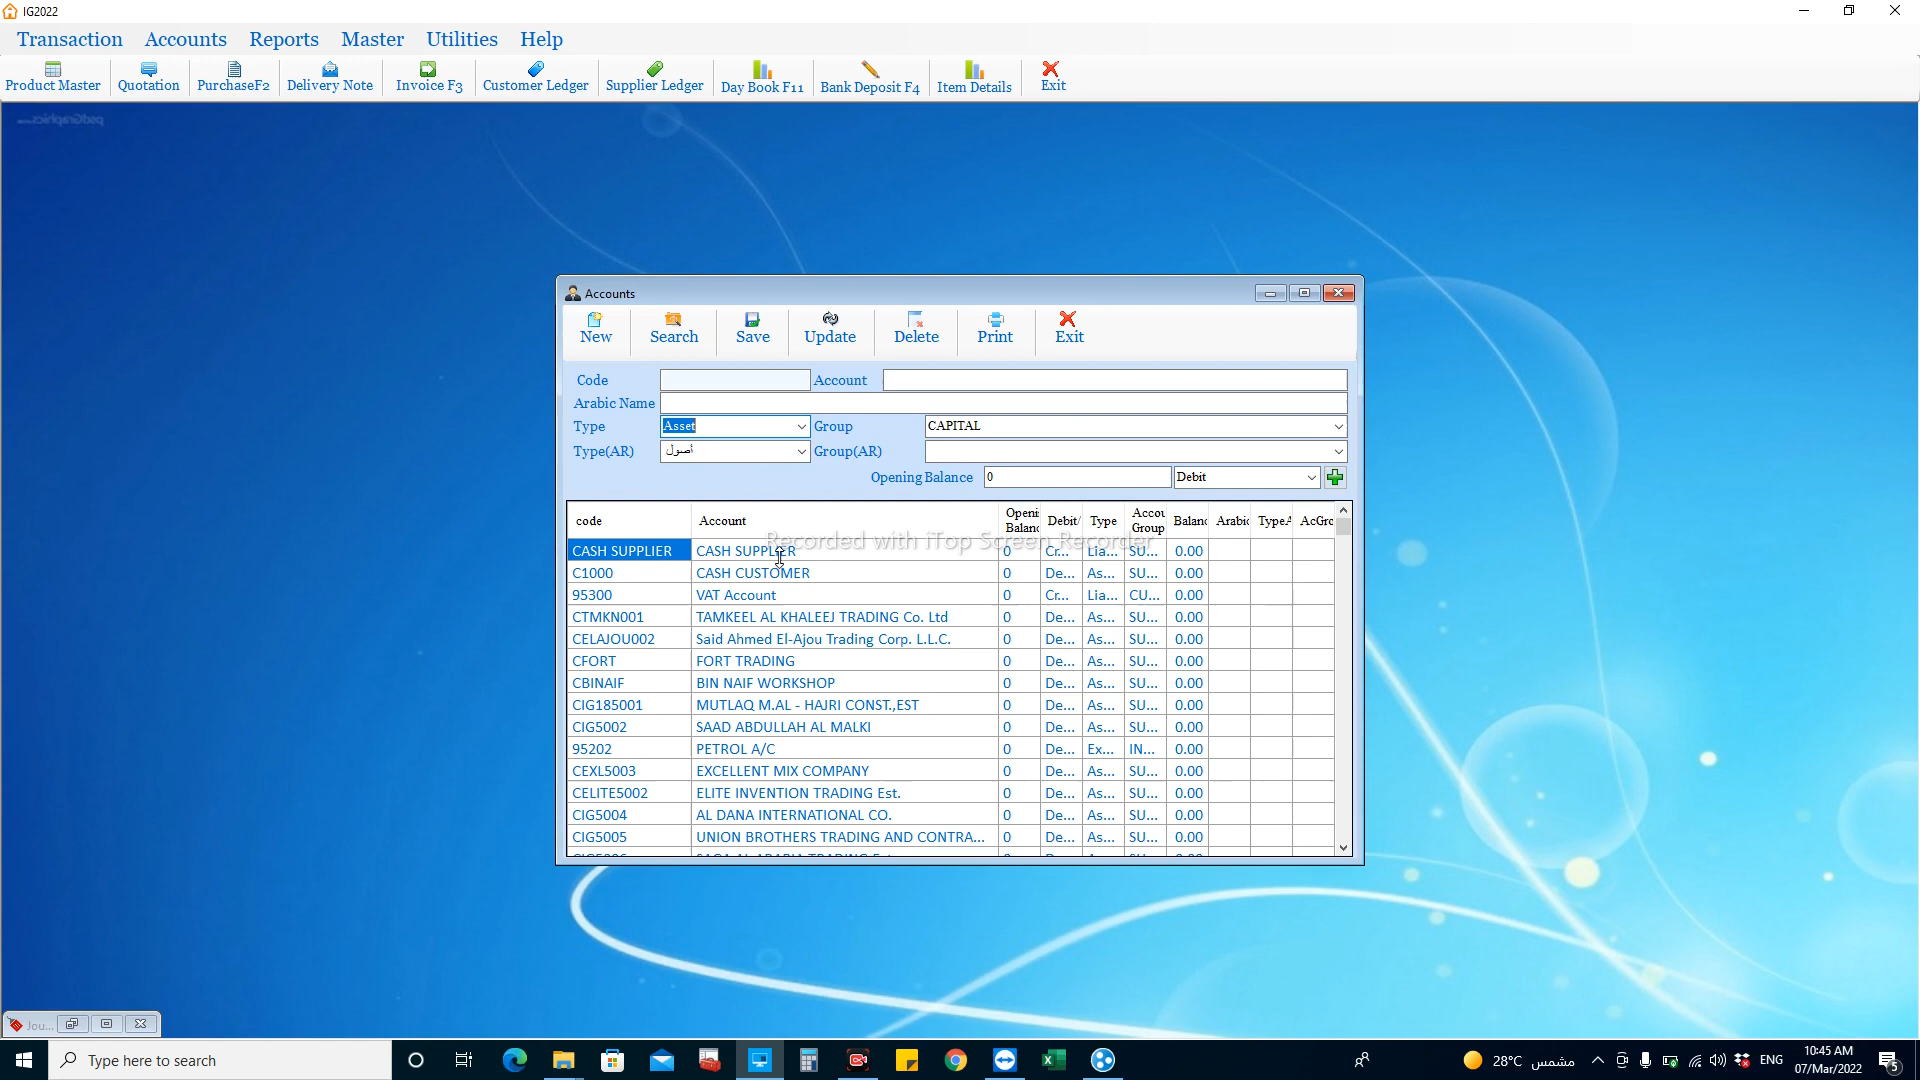 IG2022
Transaction Accounts Reports Master Utilities Help
Product Master Quotation PurchaseF2 Delivery Note Invoice F3 Customer Ledger Supplier Ledger Day Book F11 Bank Deposit F4 Item Details Exit
psdGraphics
Accounts
New Search Save Update Delete Print Exit
Code Account
Arabic Name
Type Asset Group CAPITAL
Type(AR) أصول Group(AR)
Opening Balance 0 Debit
code Account Openi Balanc Debit/ Type Accou Group Balanc Arabic TypeA AcGro
Recorded with iTop Screen Recorder
CASH SUPPLIER CASH SUPPLIER 0 Cr... Lia... SU... 0.00
C1000 CASH CUSTOMER 0 De... As... SU... 0.00
95300 VAT Account 0 Cr... Lia... CU... 0.00
CTMKN001 TAMKEEL AL KHALEEJ TRADING Co. Ltd 0 De... As... SU... 0.00
CELAJOU002 Said Ahmed El-Ajou Trading Corp. L.L.C. 0 De... As... SU... 0.00
CFORT FORT TRADING 0 De... As... SU... 0.00
CBINAIF BIN NAIF WORKSHOP 0 De... As... SU... 0.00
CIG185001 MUTLAQ M.AL - HAJRI CONST.,EST 0 De... As... SU... 0.00
CIG5002 SAAD ABDULLAH AL MALKI 0 De... As... SU... 0.00
95202 PETROL A/C 0 De... Ex... IN... 0.00
CEXL5003 EXCELLENT MIX COMPANY 0 De... As... SU... 0.00
CELITE5002 ELITE INVENTION TRADING Est. 0 De... As... SU... 0.00
CIG5004 AL DANA INTERNATIONAL CO. 0 De... As... SU... 0.00
CIG5005 UNION BROTHERS TRADING AND CONTRA... 0 De... As... SU... 0.00
Jou...
Type here to search
28°C مشمس ENG 10:45 AM
07/Mar/2022 5